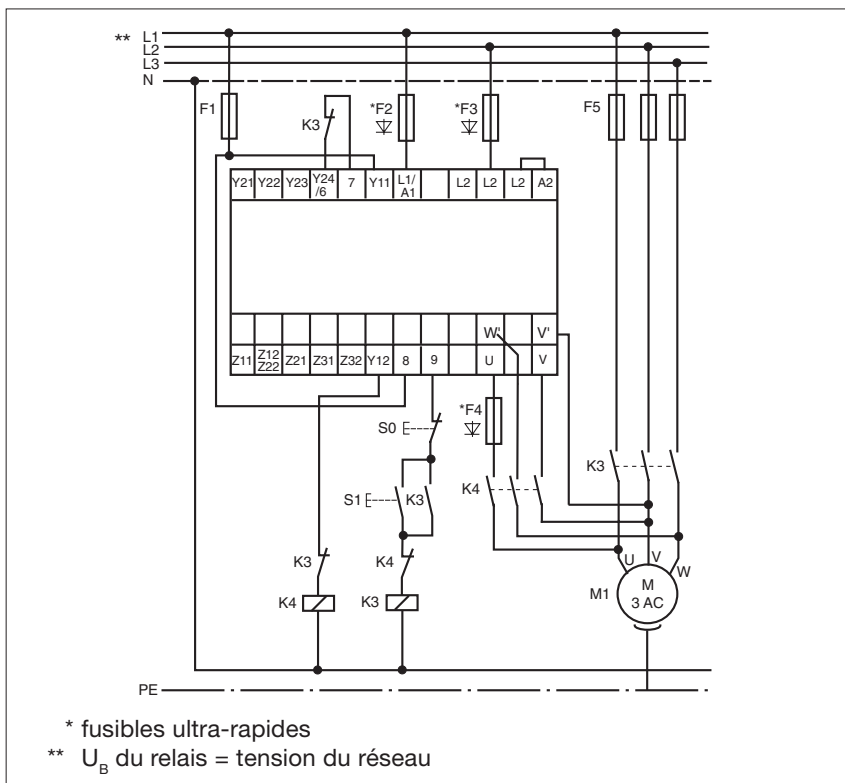 ** L1
L2
L3
N
F1
K3
*F2
*F3
F5
Y21 Y22 Y23 Y24/6 7 Y11 L1/A1 L2 L2 L2 A2
W' V'
Z11 Z12 Z22 Z21 Z31 Z32 Y12 8 9 U V
S0
*F4
S1 K3
K4
K3
K3
K4
K4
K3
U V W
M1
M
3 AC
PE
* fusibles ultra-rapides
** UB du relais = tension du réseau